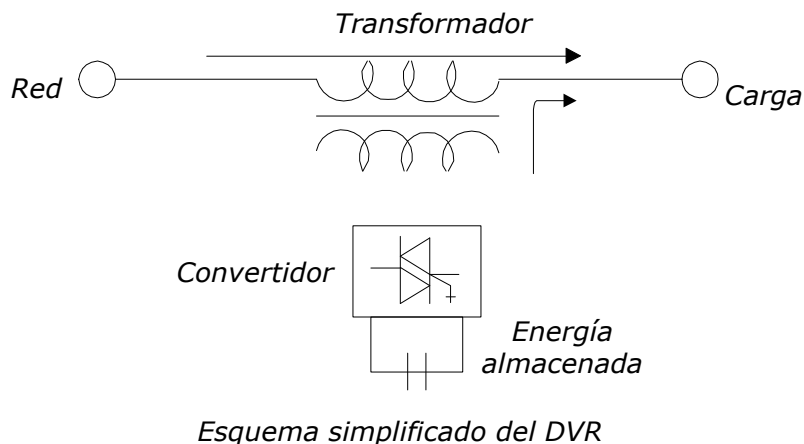 Transformador
Red
Carga
Convertidor
Energía
almacenada
Esquema simplificado del DVR